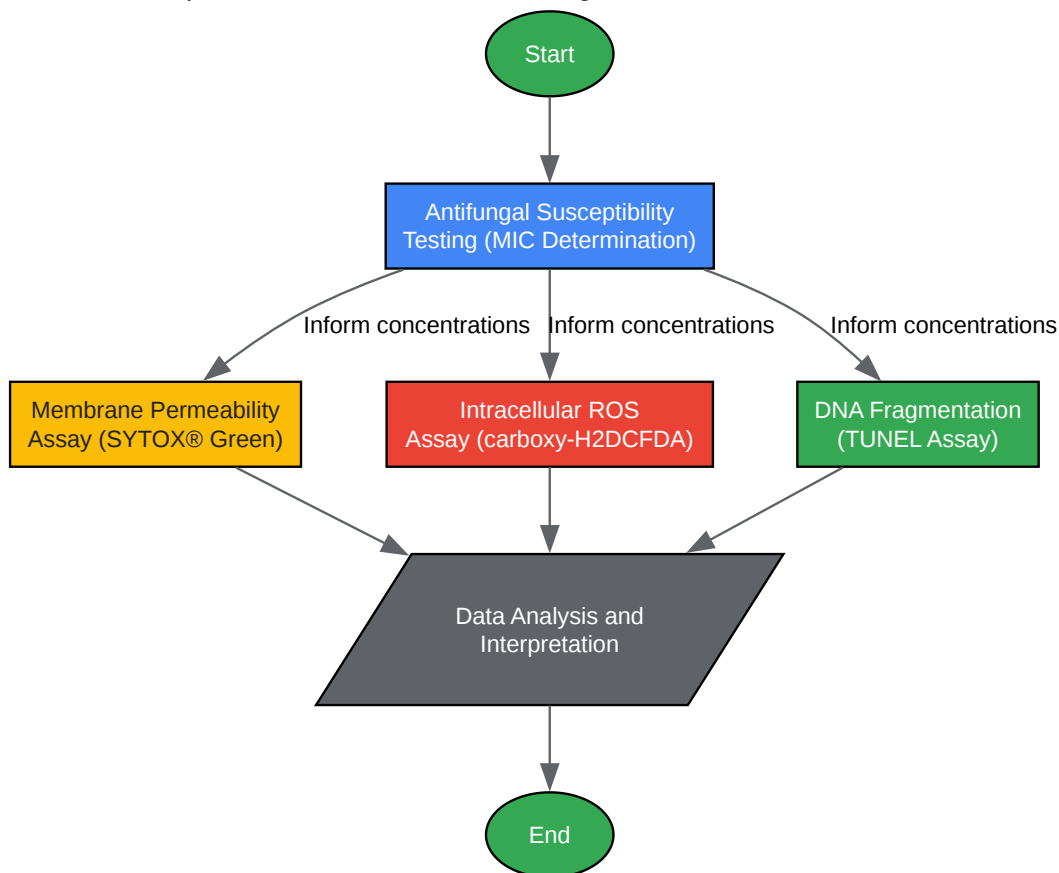 Start
Antifungal Susceptibility
Testing (MIC Determination)
Inform concentrations
Inform concentrations
Inform concentrations
Membrane Permeability
Assay (SYTOX® Green)
Intracellular ROS
Assay (carboxy-H2DCFDA)
DNA Fragmentation
(TUNEL Assay)
Data Analysis and
Interpretation
End